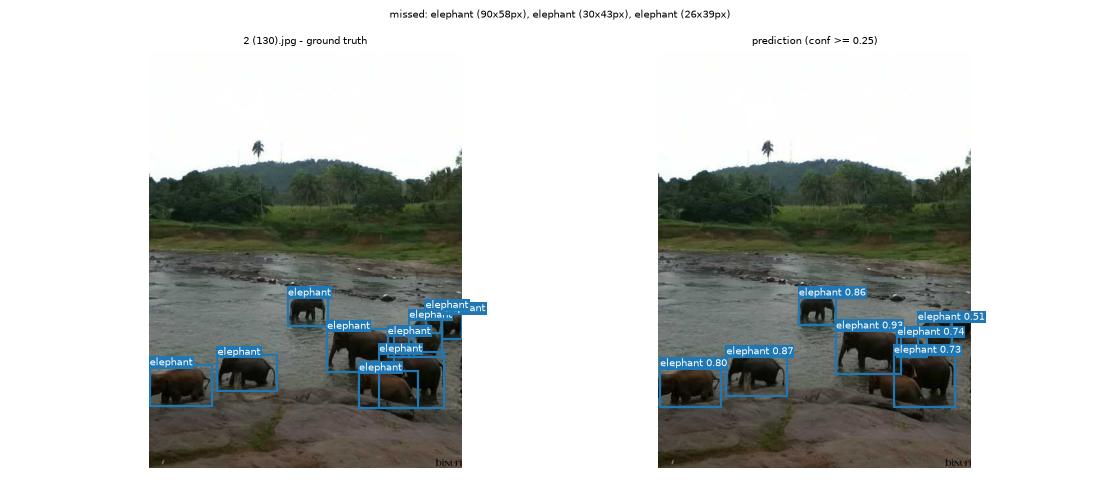 missed: elephant (90x58px), elephant (30x43px), elephant (26x39px)
2 (130).jpg - ground truth
prediction (conf >= 0.25)
elephant
elephant
elephant
elephant
elephant
elephant
elephant
elephant
elephant
elephant 0.86
elephant 0.51
elephant 0.93
elephant 0.74
elephant 0.73
elephant 0.87
elephant 0.80